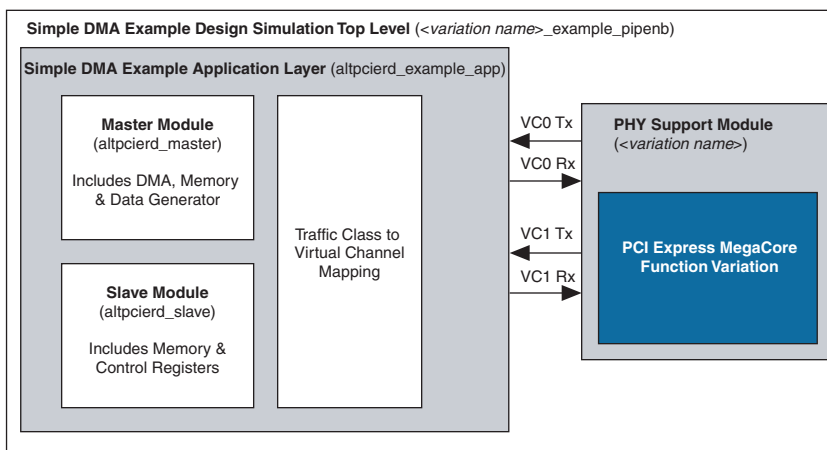 Simple DMA Example Design Simulation Top Level (<variation name>_example_pipenb)
Simple DMA Example Application Layer (altpcierd_example_app)
Master Module
(altpcierd_master)
Includes DMA, Memory
& Data Generator
Slave Module
(altpcierd_slave)
Includes Memory &
Control Registers
Traffic Class to
Virtual Channel
Mapping
VC0 Tx
VC0 Rx
VC1 Tx
VC1 Rx
PHY Support Module
(<variation name>)
PCI Express MegaCore
Function Variation